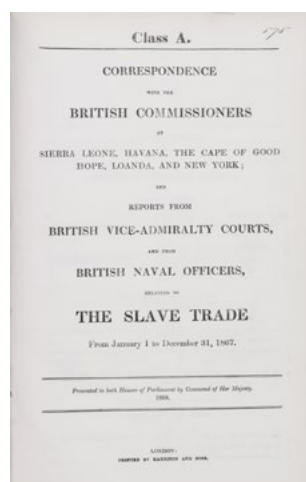 Class A.
575
CORRESPONDENCE
WITH THE
BRITISH COMMISSIONERS
AT
SIERRA LEONE, HAVANA, THE CAPE OF GOOD
HOPE, LOANDA, AND NEW YORK;
AND
REPORTS FROM
BRITISH VICE-ADMIRALTY COURTS,
AND FROM
BRITISH NAVAL OFFICERS,
RELATING TO
THE SLAVE TRADE
From January 1 to December 31, 1867.
Presented to both Houses of Parliament by Command of Her Majesty.
1868.
LONDON:
PRINTED BY HARRISON AND SONS.